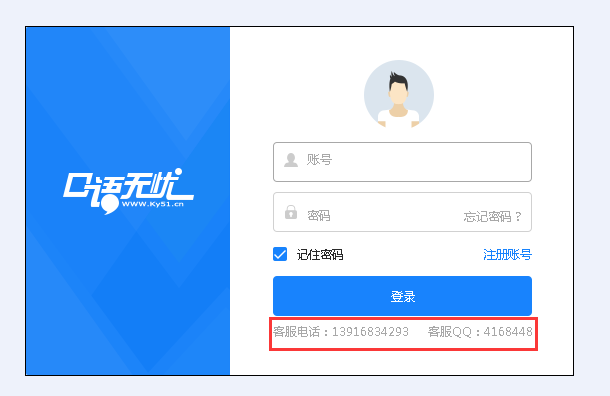 口语无忧
WWW.Ky51.cn
账号
密码 忘记密码？
记住密码 注册账号
登录
客服电话：13916834293 客服QQ：4168448